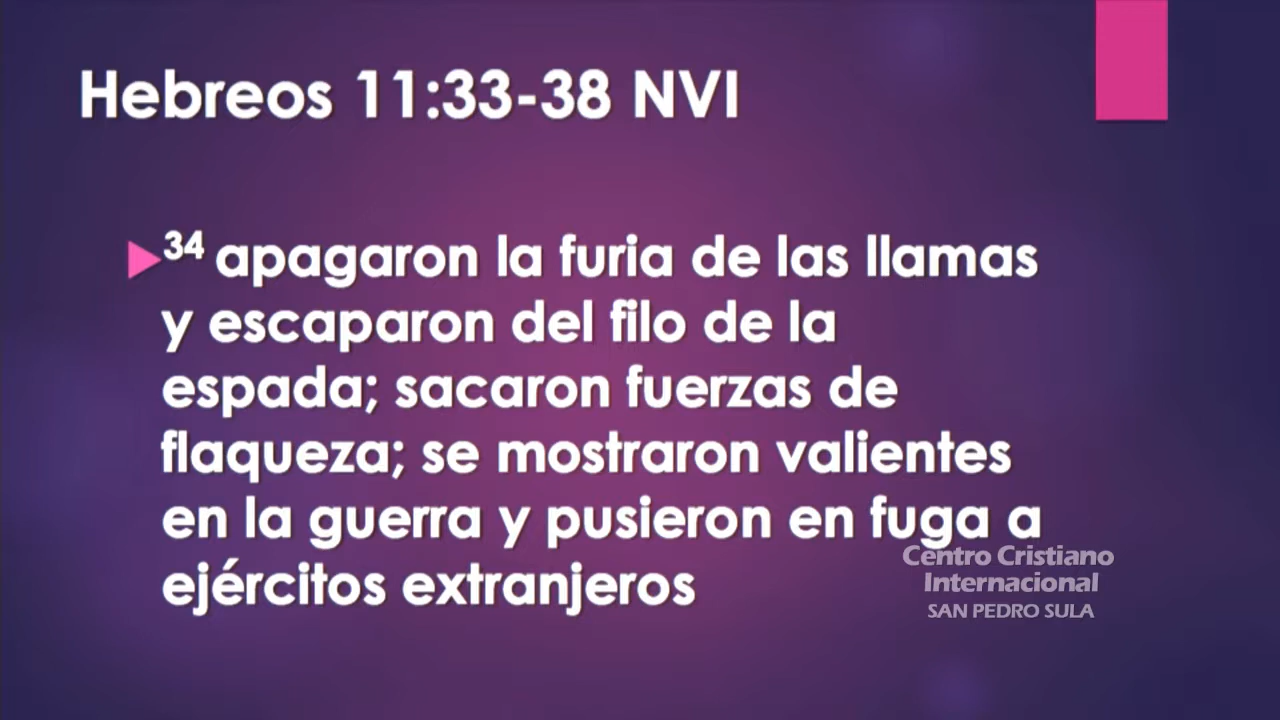 Hebreos 11:33-38 NVI
34 apagaron la furia de las llamas
y escaparon del filo de la
espada; sacaron fuerzas de
flaqueza; se mostraron valientes
en la guerra y pusieron en fuga a
ejércitos extranjeros
Centro Cristiano
Internacional
SAN PEDRO SULA